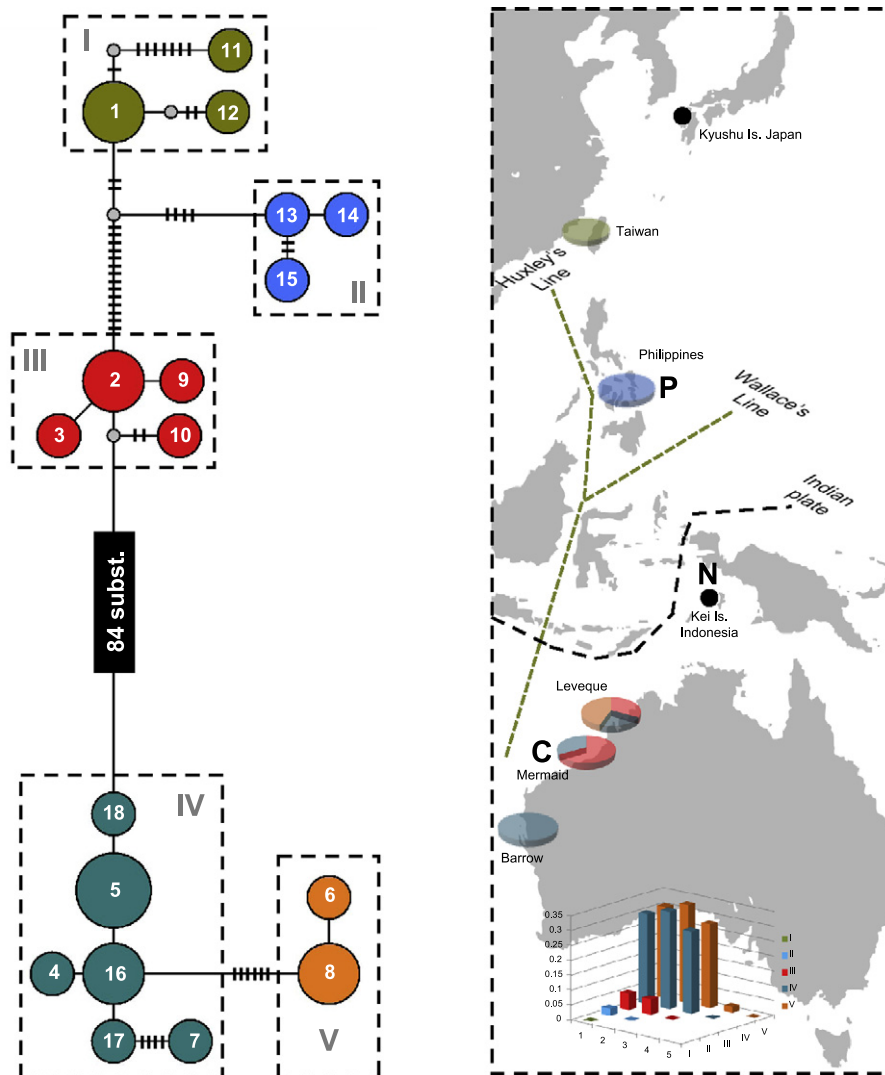 I
11
1
12
13
14
15
II
III
2
9
3
10
84 subst.
18
IV
5
4
16
17
7
6
8
V
Kyushu Is. Japan
Taiwan
Huxley's
Line
Philippines
P
Wallace's
Line
Indian
plate
N
Kei Is.
Indonesia
Leveque
C
Mermaid
Barrow
0.35
0.3
0.25
0.2
0.15
0.1
0.05
0
1
2
3
4
5
I
II
III
IV
V
I
II
III
IV
V